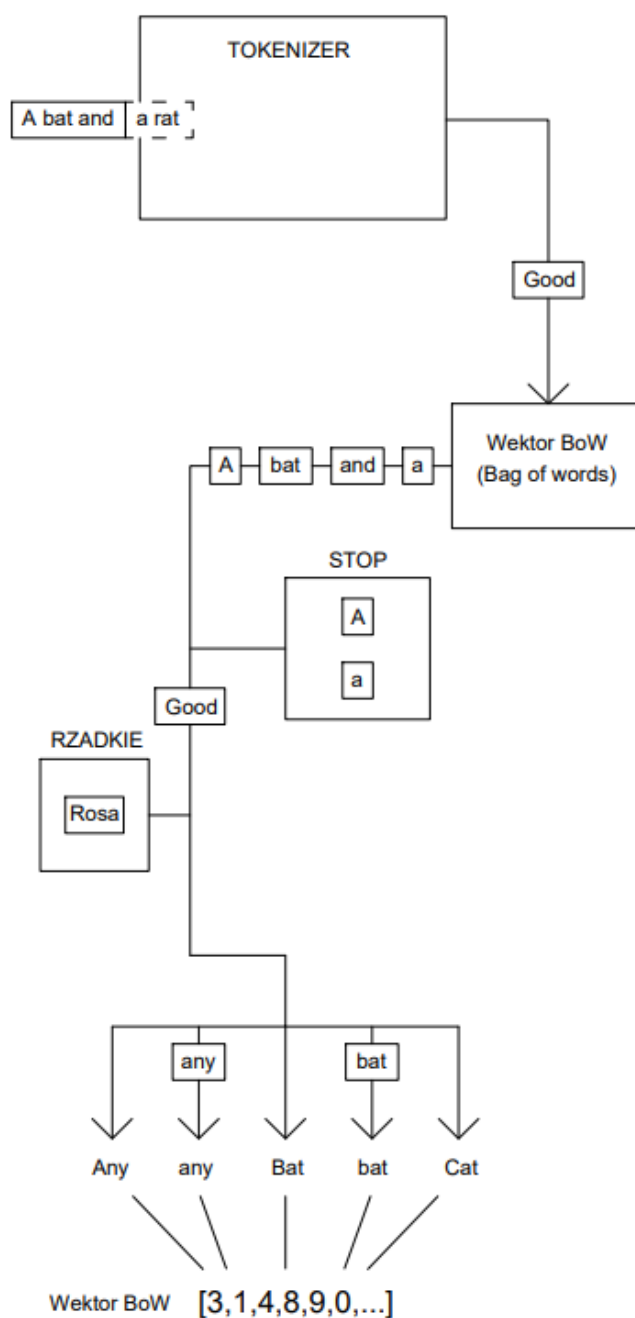 TOKENIZER
A bat and a rat
Good
Wektor BoW
(Bag of words)
A bat and a
STOP
A
a
Good
RZADKIE
Rosa
any bat
Any any Bat bat Cat
Wektor BoW [3,1,4,8,9,0,...]